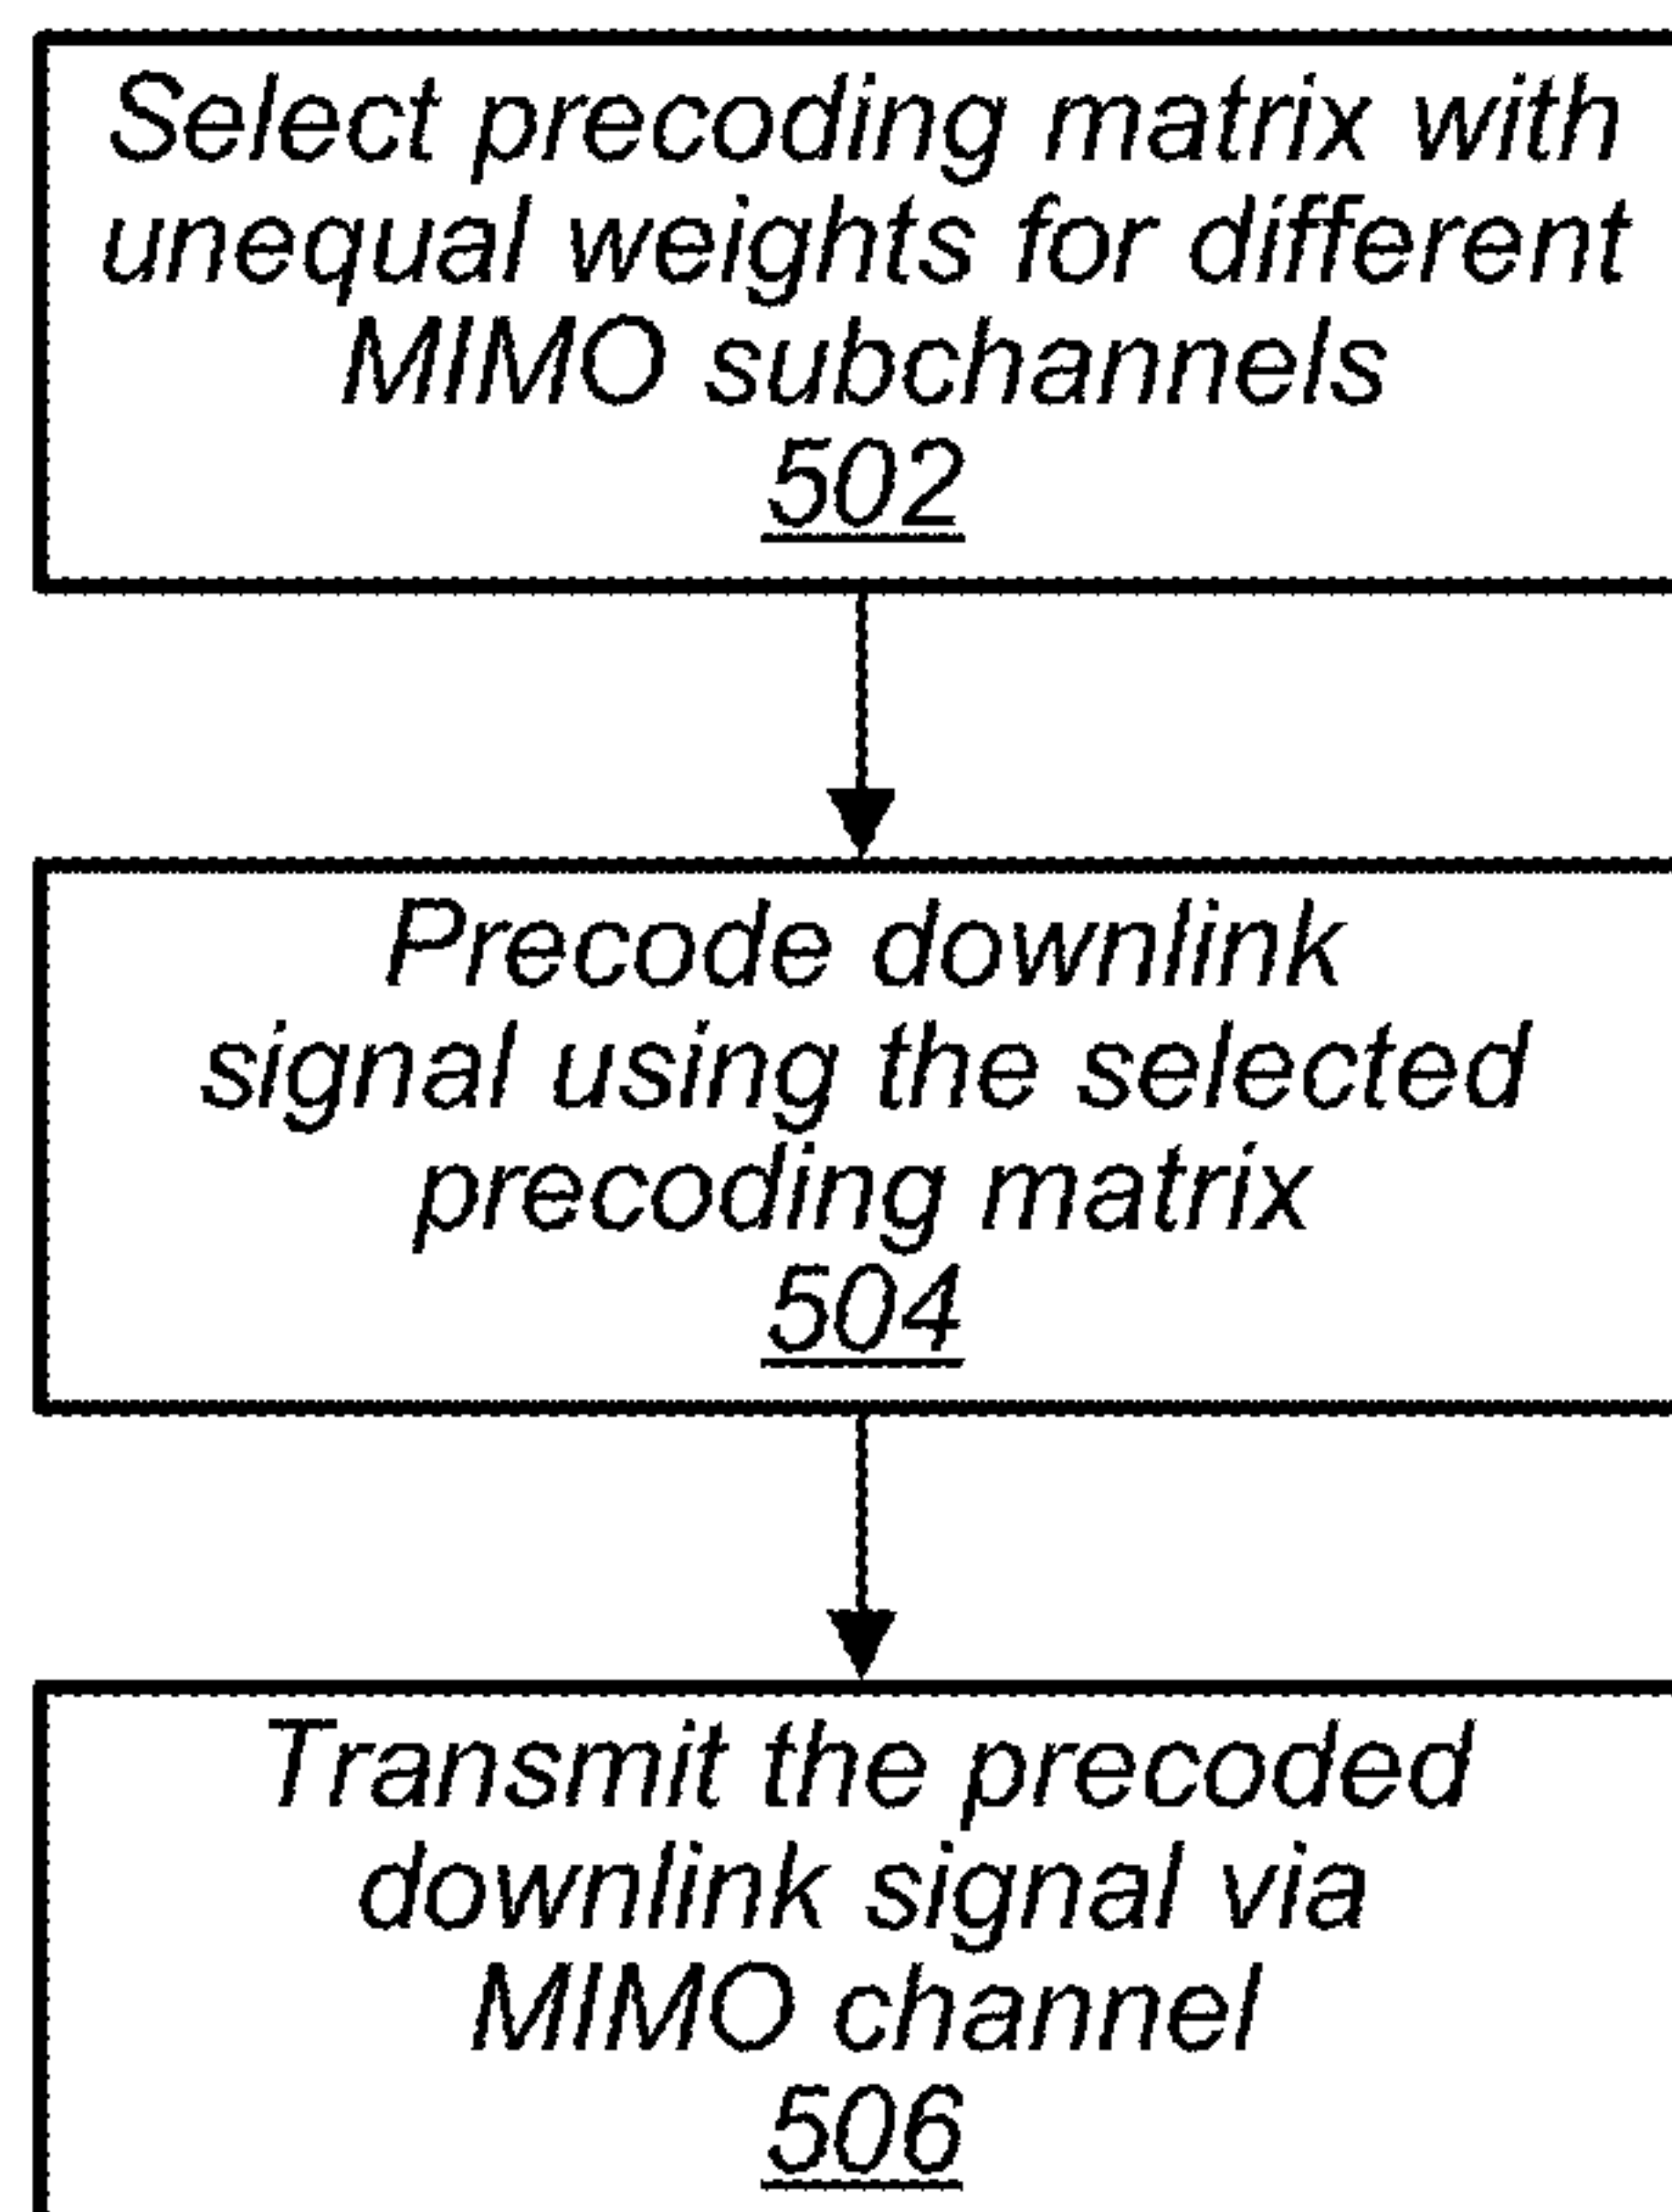 Select precoding matrix with
unequal weights for different
MIMO subchannels
502
Precode downlink
signal using the selected
precoding matrix
504
Transmit the precoded
downlink signal via
MIMO channel
506